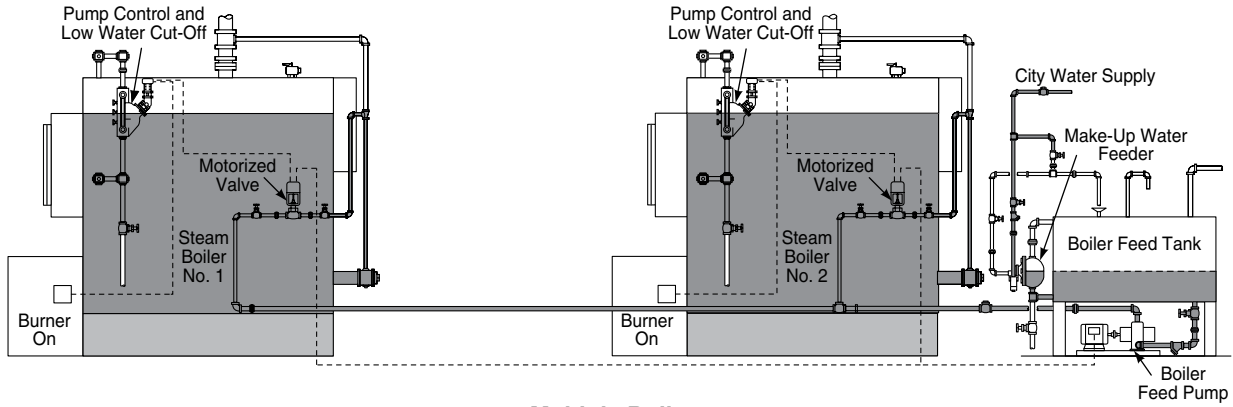 Pump Control and
Low Water Cut-Off
Motorized
Valve
Steam
Boiler
No. 1
Burner
On
Pump Control and
Low Water Cut-Off
Motorized
Valve
Steam
Boiler
No. 2
Burner
On
City Water Supply
Make-Up Water
Feeder
Boiler Feed Tank
Boiler
Feed Pump